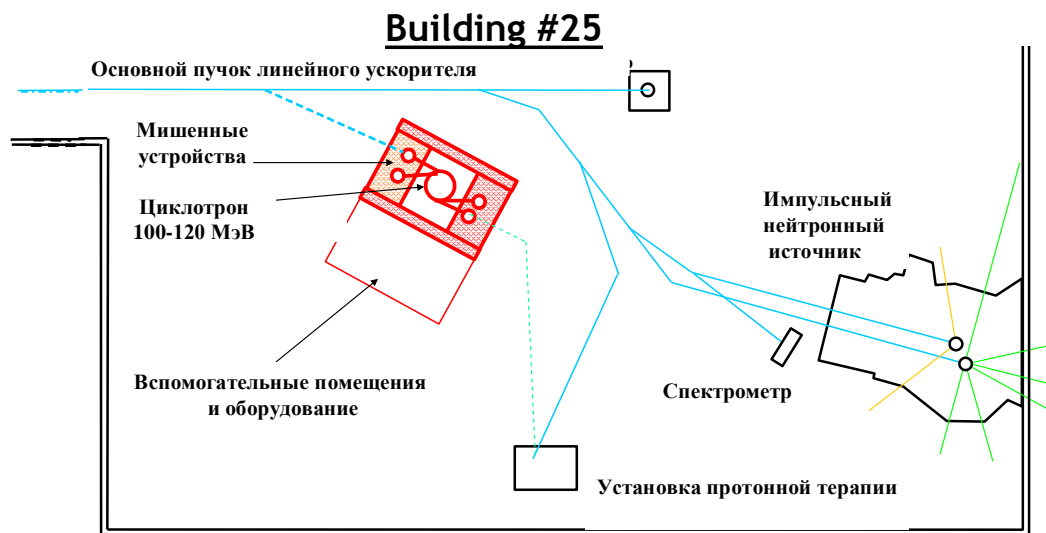 Building #25
Основной пучок линейного ускорителя
Мишенные
устройства
Циклотрон
100-120 МэВ
Импульсный
нейтронный
источник
Вспомогательные помещения
и оборудование
Спектрометр
Установка протонной терапии